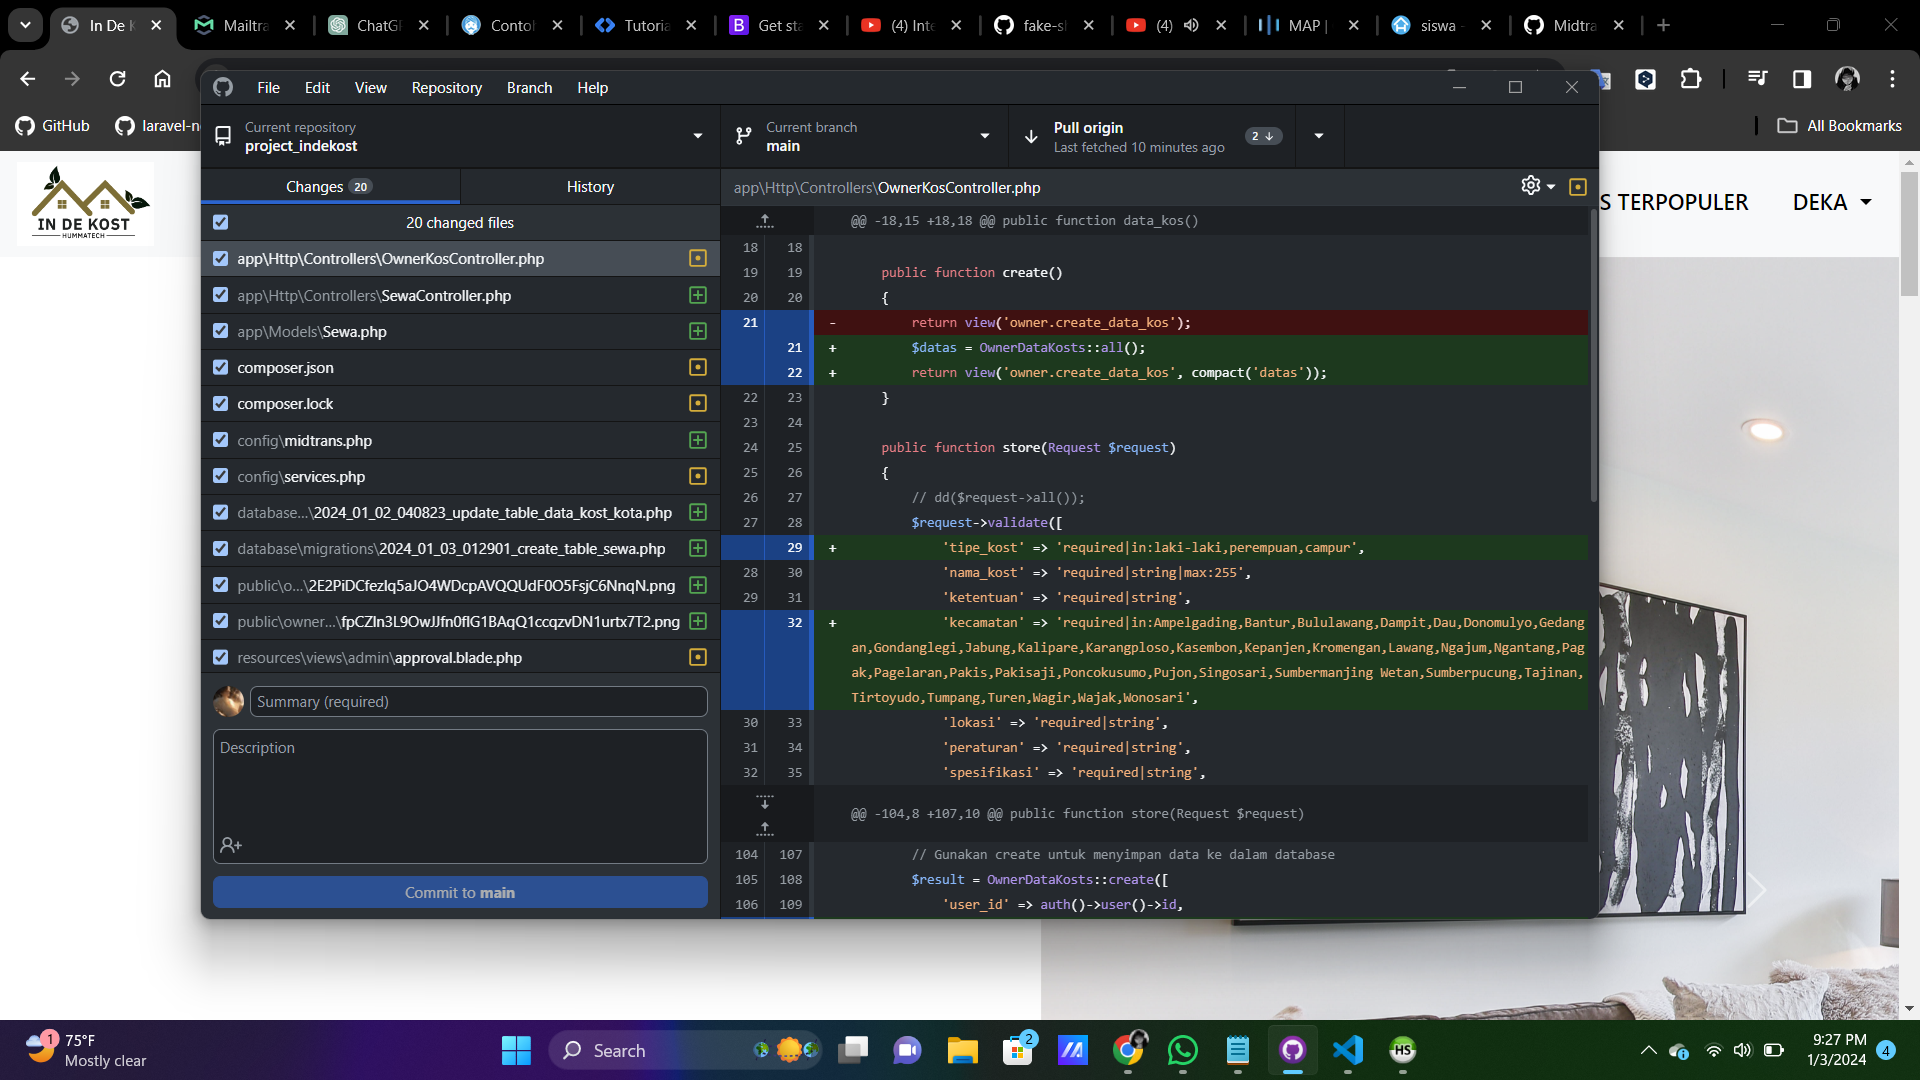 In De K
Mailtra
ChatGP
Contoh
Tutoria
Get sta
(4) Inte
fake-sh
(4)
MAP |
siswa -
Midtra
File Edit View Repository Branch Help
GitHub
laravel-n
All Bookmarks
Current repository
project_indekost
Current branch
main
Pull origin
Last fetched 10 minutes ago
2
Changes 20
History
app\Http\Controllers\OwnerKosController.php
20 changed files
app\Http\Controllers\OwnerKosController.php
app\Http\Controllers\SewaController.php
app\Models\Sewa.php
composer.json
composer.lock
config\midtrans.php
config\services.php
database...\2024_01_02_040823_update_table_data_kost_kota.php
database\migrations\2024_01_03_012901_create_table_sewa.php
public\o...\2E2PiDCfezlq5aJO4WDcpAVQQUdF0O5FsjC6NnqN.png
public\owner...\fpCZIn3L9OwJJfn0flG1BAqQ1ccqzvDN1urtx7T2.png
resources\views\admin\approval.blade.php
Summary (required)
Description
Commit to main
@@ -18,15 +18,18 @@ public function data_kos()
18 18
19 19 public function create()
20 20 {
21 - return view('owner.create_data_kos');
21 + $datas = OwnerDataKosts::all();
22 + return view('owner.create_data_kos', compact('datas'));
22 23 }
23 24
24 25 public function store(Request $request)
25 26 {
26 27 // dd($request->all());
27 28 $request->validate([
29 + 'tipe_kost' => 'required|in:laki-laki,perempuan,campur',
28 30 'nama_kost' => 'required|string|max:255',
29 31 'ketentuan' => 'required|string',
32 + 'kecamatan' => 'required|in:Ampelgading,Bantur,Bululawang,Dampit,Dau,Donomulyo,Gedang
an,Gondanglegi,Jabung,Kalipare,Karangploso,Kasembon,Kepanjen,Kromengan,Lawang,Ngajum,Ngantang,Pag
ak,Pagelaran,Pakis,Pakisaji,Poncokusumo,Pujon,Singosari,Sumbermanjing Wetan,Sumberpucung,Tajinan,
Tirtoyudo,Tumpang,Turen,Wagir,Wajak,Wonosari',
30 33 'lokasi' => 'required|string',
31 34 'peraturan' => 'required|string',
32 35 'spesifikasi' => 'required|string',
@@ -104,8 +107,10 @@ public function store(Request $request)
104 107 // Gunakan create untuk menyimpan data ke dalam database
105 108 $result = OwnerDataKosts::create([
106 109 'user_id' => auth()->user()->id,
IN DE KOST
HUMMATECH
S TERPOPULER
DEKA
1
75°F
Mostly clear
Search
2
HS
9:27 PM
1/3/2024
4